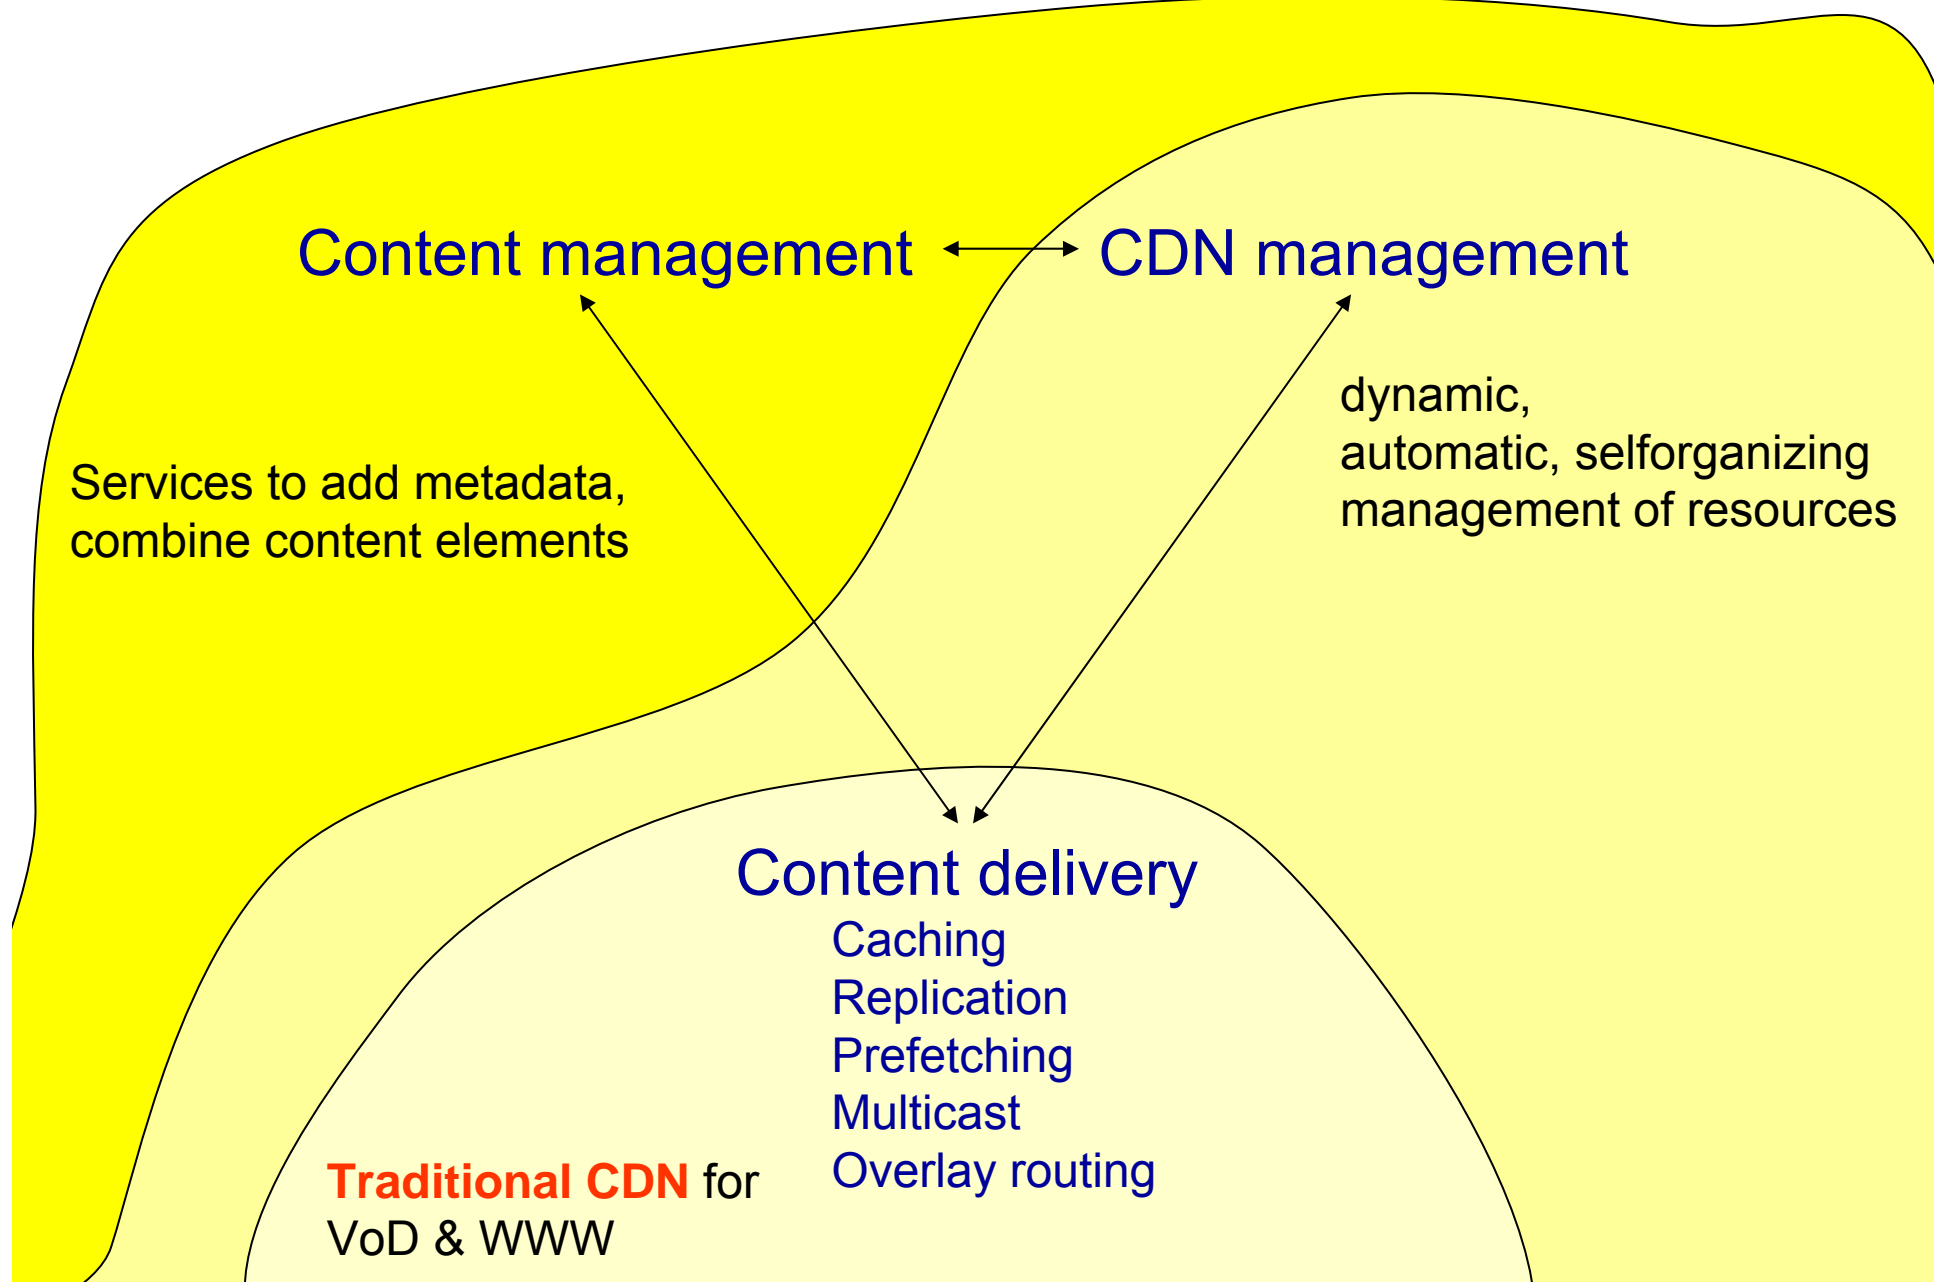 Content management
CDN management
dynamic,
automatic, selforganizing
management of resources
Services to add metadata,
combine content elements
Content delivery
Caching
Replication
Prefetching
Multicast
Overlay routing
Traditional CDN for
VoD & WWW